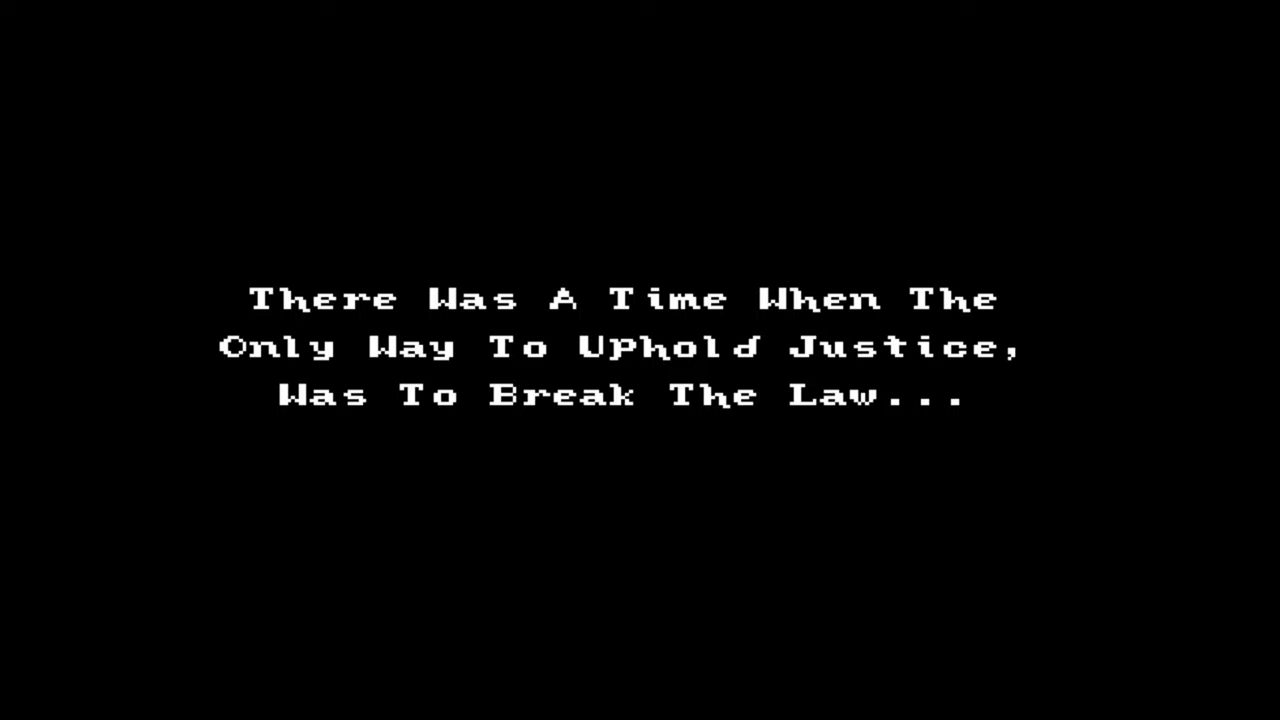 There Was A Time When The
Only Way To Uphold Justice,
Was To Break The Law...